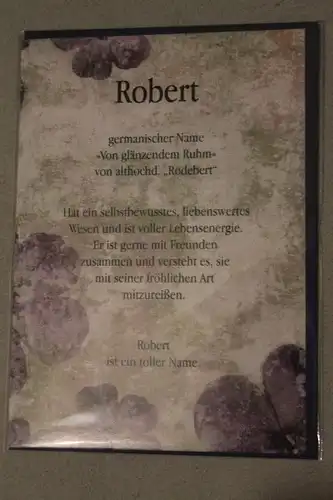 Robert
germanischer Name
»Von glänzendem Ruhm«
von althochd. „Rodebert“
Hat ein selbstbewusstes, liebenswertes
Wesen und ist voller Lebensenergie.
Er ist gerne mit Freunden
zusammen und versteht es, sie
mit seiner fröhlichen Art
mitzureißen.
Robert
ist ein toller Name